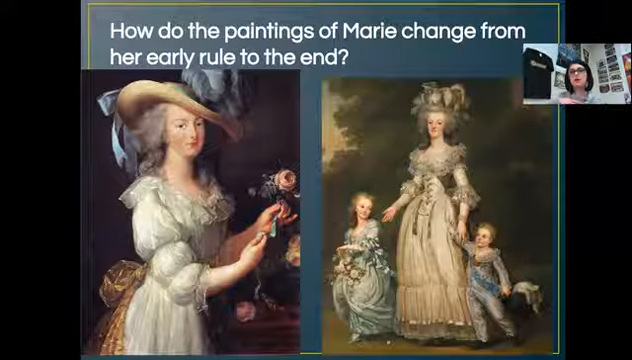 How do the paintings of Marie change from
her early rule to the end?